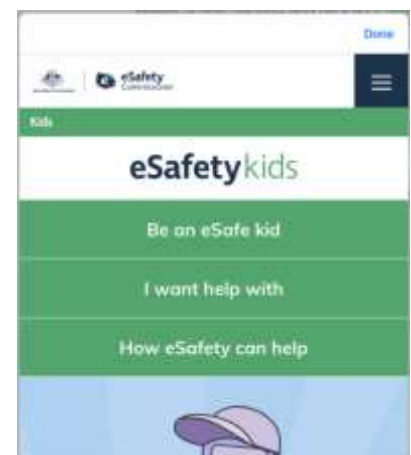 Done
eSafety
Kids
eSafetykids
Be an eSafe kid
I want help with
How eSafety can help